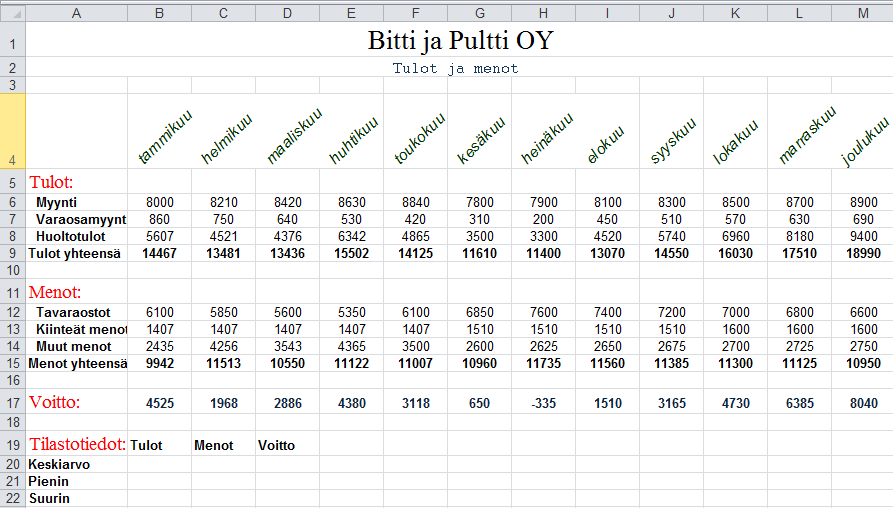 A B C D E F G H I J K L M
1 Bitti ja Pultti OY
2 Tulot ja menot
3
4 tammikuu helmikuu maaliskuu huhtikuu toukokuu kesäkuu heinäkuu elokuu syyskuu lokakuu marraskuu joulukuu
5 Tulot:
6 Myynti 8000 8210 8420 8630 8840 7800 7900 8100 8300 8500 8700 8900
7 Varaosamyynt 860 750 640 530 420 310 200 450 510 570 630 690
8 Huoltotulot 5607 4521 4376 6342 4865 3500 3300 4520 5740 6960 8180 9400
9 Tulot yhteensä 14467 13481 13436 15502 14125 11610 11400 13070 14550 16030 17510 18990
10
11 Menot:
12 Tavaraostot 6100 5850 5600 5350 6100 6850 7600 7400 7200 7000 6800 6600
13 Kiinteät menot 1407 1407 1407 1407 1407 1510 1510 1510 1510 1600 1600 1600
14 Muut menot 2435 4256 3543 4365 3500 2600 2625 2650 2675 2700 2725 2750
15 Menot yhteensä 9942 11513 10550 11122 11007 10960 11735 11560 11385 11300 11125 10950
16
17 Voitto: 4525 1968 2886 4380 3118 650 -335 1510 3165 4730 6385 8040
18
19 Tilastotiedot: Tulot Menot Voitto
20 Keskiarvo
21 Pienin
22 Suurin